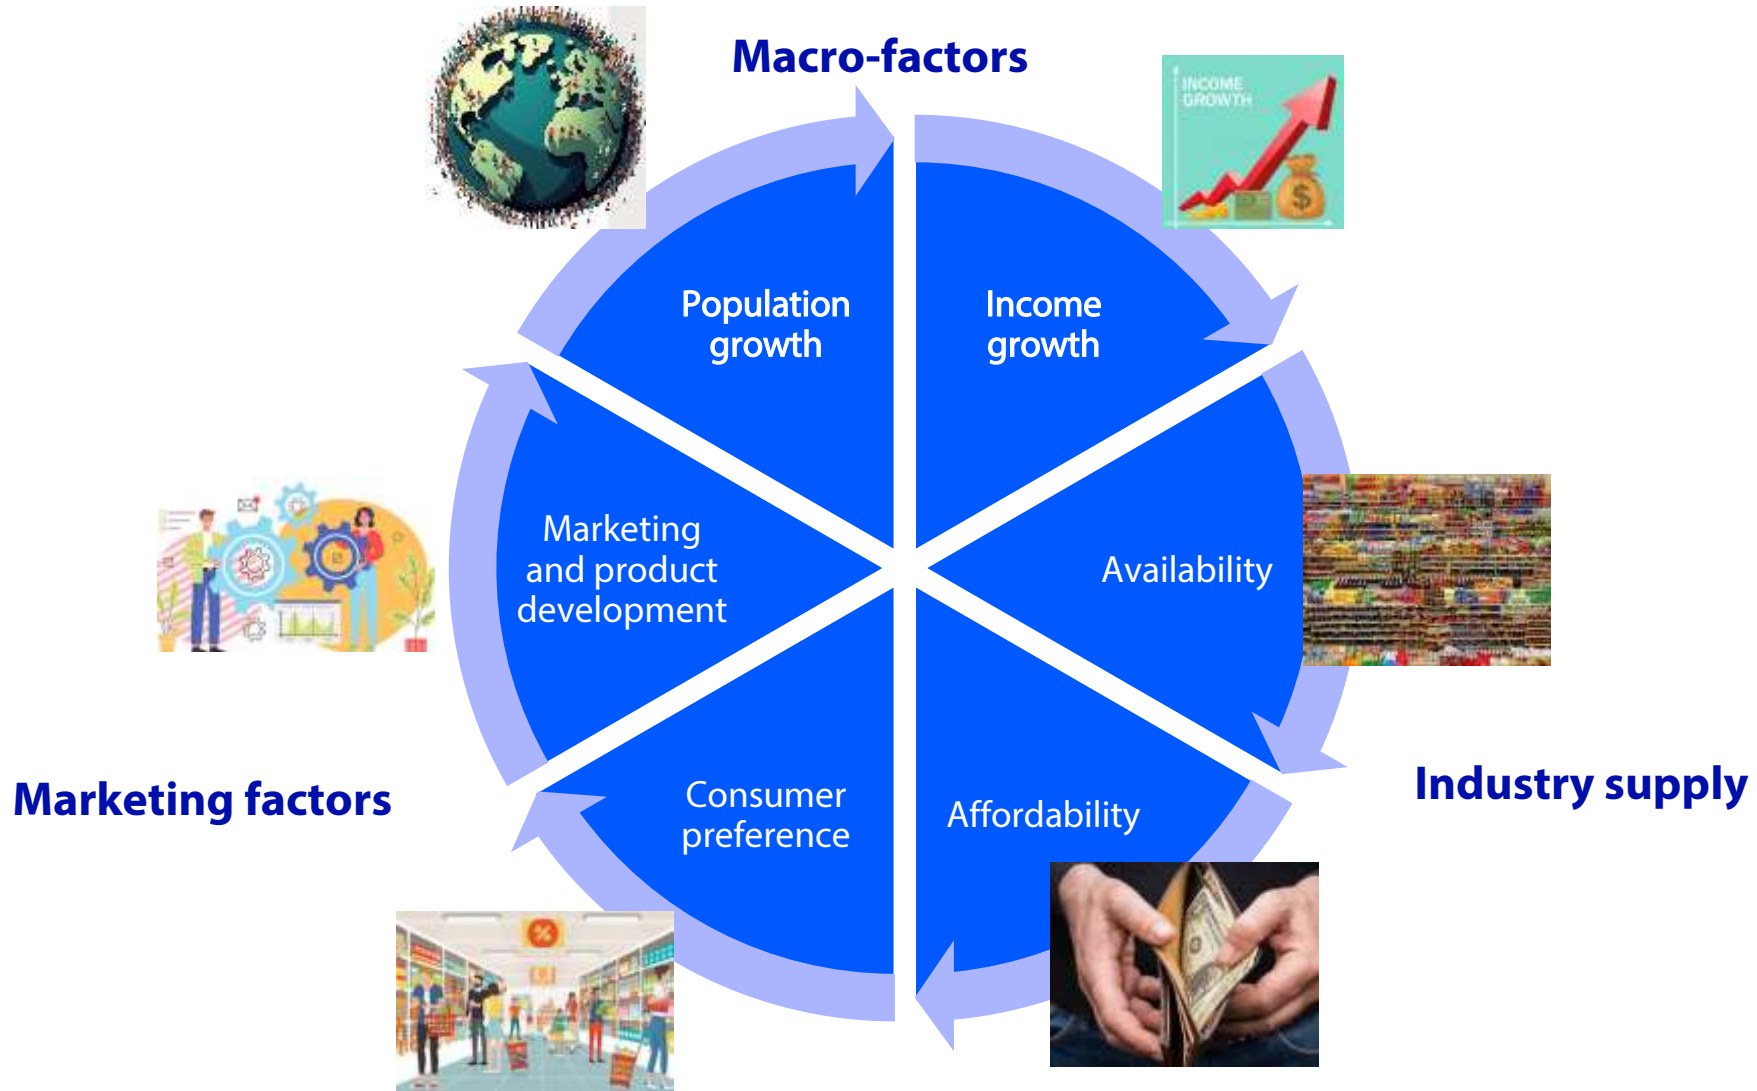 Macro-factors
INCOME
GROWTH
Population
growth
Income
growth
Marketing
and product
development
Availability
Marketing factors
Industry supply
Consumer
preference
Affordability
%
$